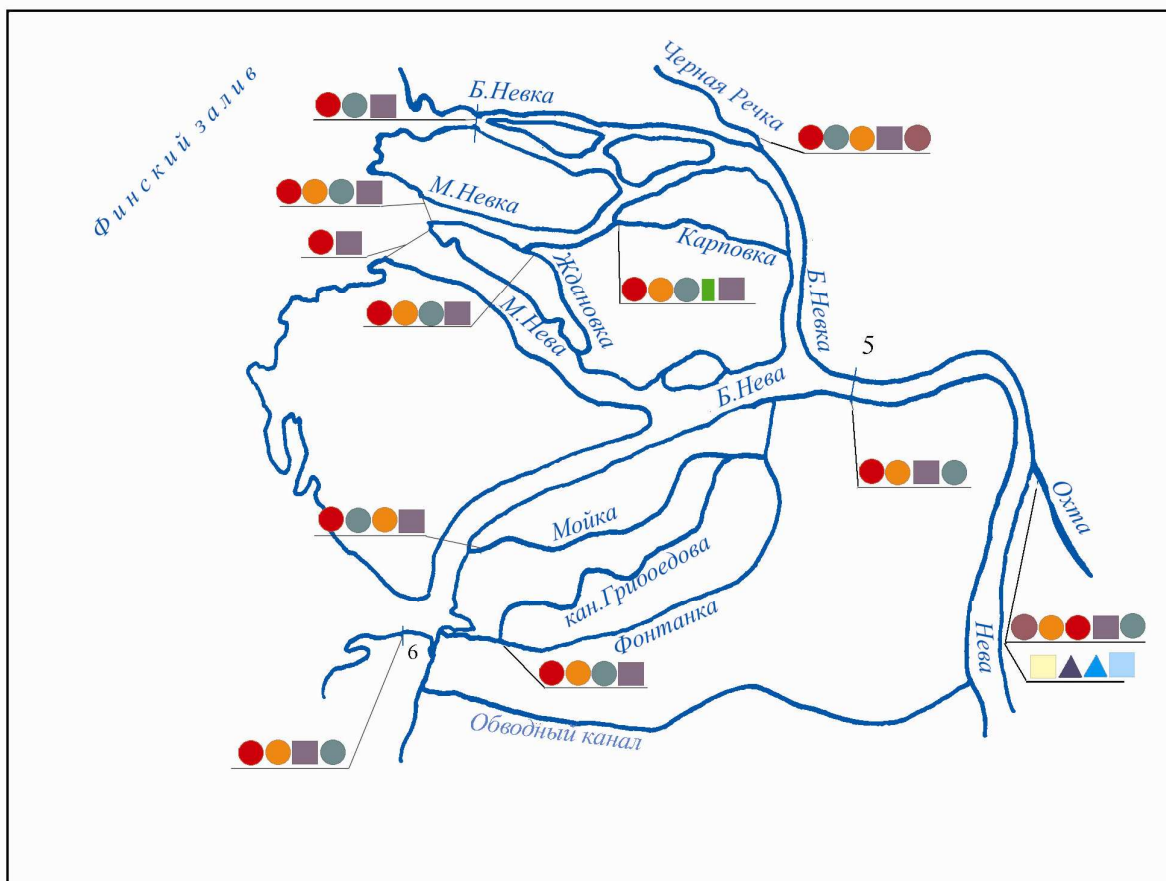 Финский залив
Б.Невка
Черная Речка
М.Невка
Карповка
Ждановка
М.Нева
Б.Невка
5
Б.Нева
Охта
Мойка
кан.Грибоедова
Фонтанка
Нева
6
Обводный канал